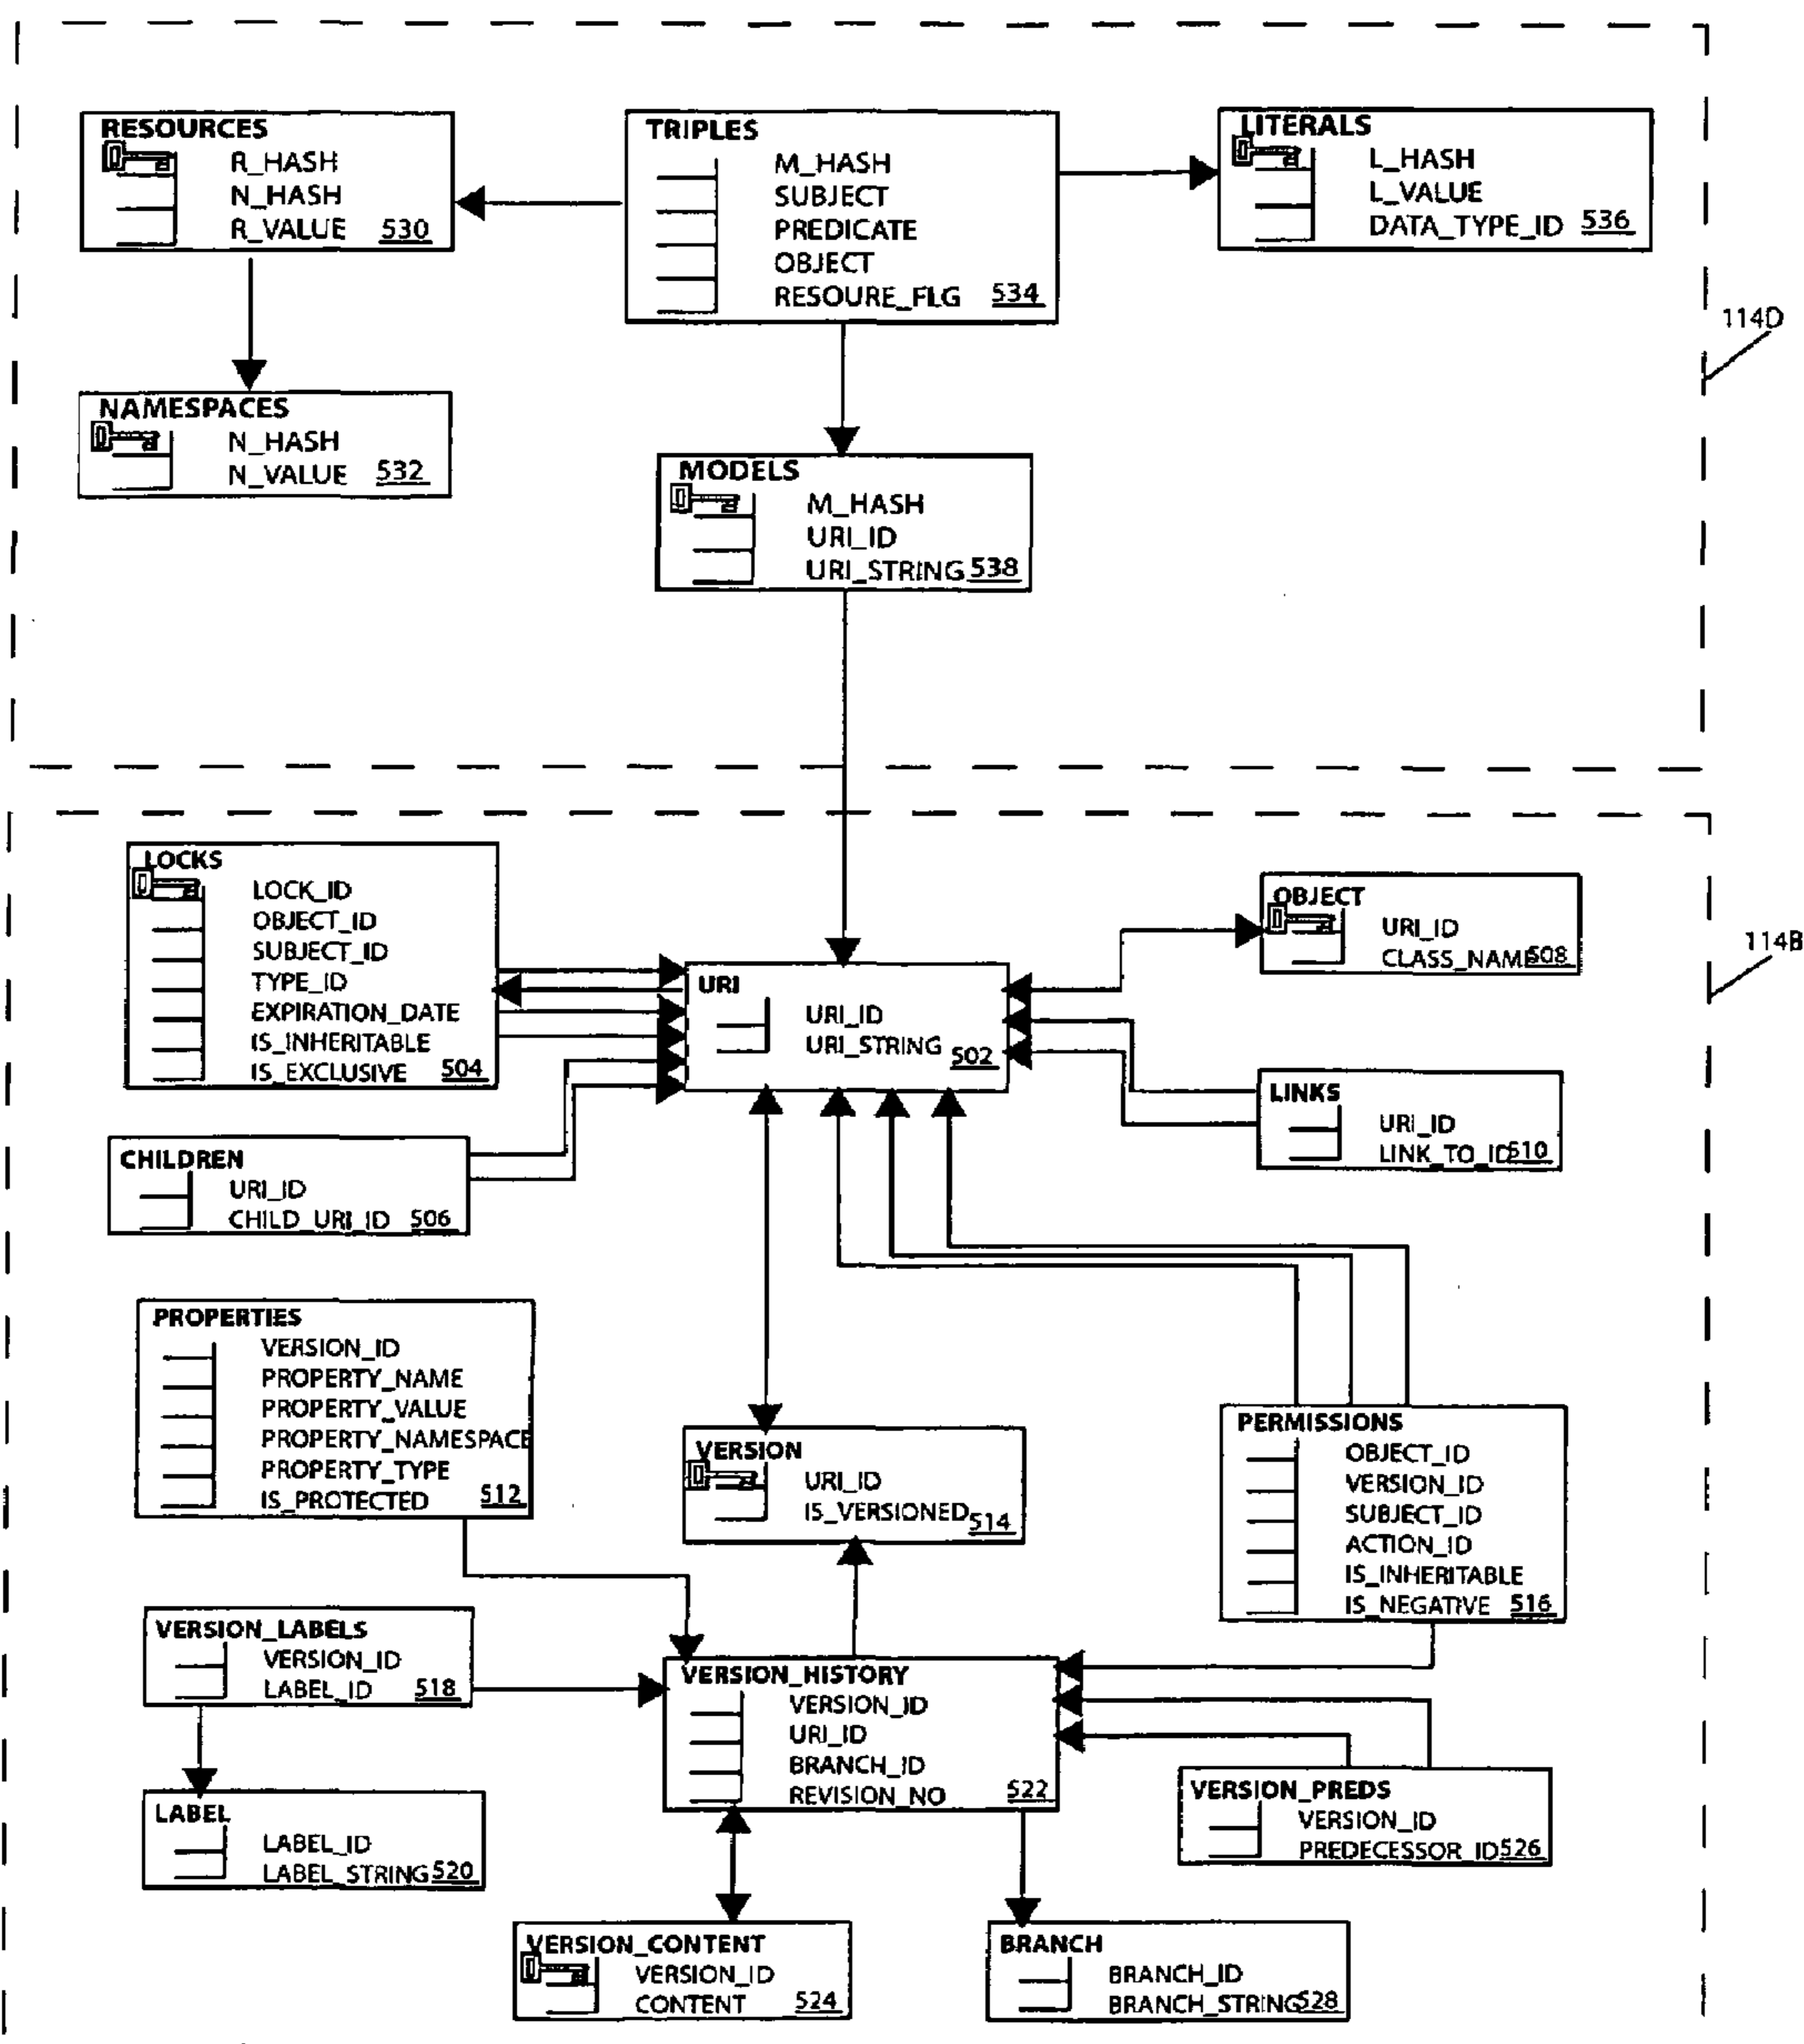 RESOURCES
R_HASH
N_HASH
R_VALUE 530
TRIPLES
M_HASH
SUBJECT
PREDICATE
OBJECT
RESOURE_FLG 534
LITERALS
L_HASH
L_VALUE
DATA_TYPE_ID 536
114D
NAMESPACES
N_HASH
N_VALUE 532
MODELS
M_HASH
URI_ID
URI_STRING 538
LOCKS
LOCK_ID
OBJECT_ID
SUBJECT_ID
TYPE_ID
EXPIRATION_DATE
IS_INHERITABLE
IS_EXCLUSIVE 504
OBJECT
URI_ID
CLASS_NAME 508
114B
URI
URI_ID
URI_STRING 502
LINKS
URI_ID
LINK_TO_ID 510
CHILDREN
URI_ID
CHILD_URI_ID 506
PROPERTIES
VERSION_ID
PROPERTY_NAME
PROPERTY_VALUE
PROPERTY_NAMESPACE
PROPERTY_TYPE
IS_PROTECTED 512
VERSION
URI_ID
IS_VERSIONED 514
PERMISSIONS
OBJECT_ID
VERSION_ID
SUBJECT_ID
ACTION_ID
IS_INHERITABLE
IS_NEGATIVE 516
VERSION_LABELS
VERSION_ID
LABEL_ID 518
VERSION_HISTORY
VERSION_ID
URI_ID
BRANCH_ID
REVISION_NO 522
VERSION_PREDS
VERSION_ID
PREDECESSOR_ID 526
LABEL
LABEL_ID
LABEL_STRING 520
VERSION_CONTENT
VERSION_ID
CONTENT 524
BRANCH
BRANCH_ID
BRANCH_STRING 528